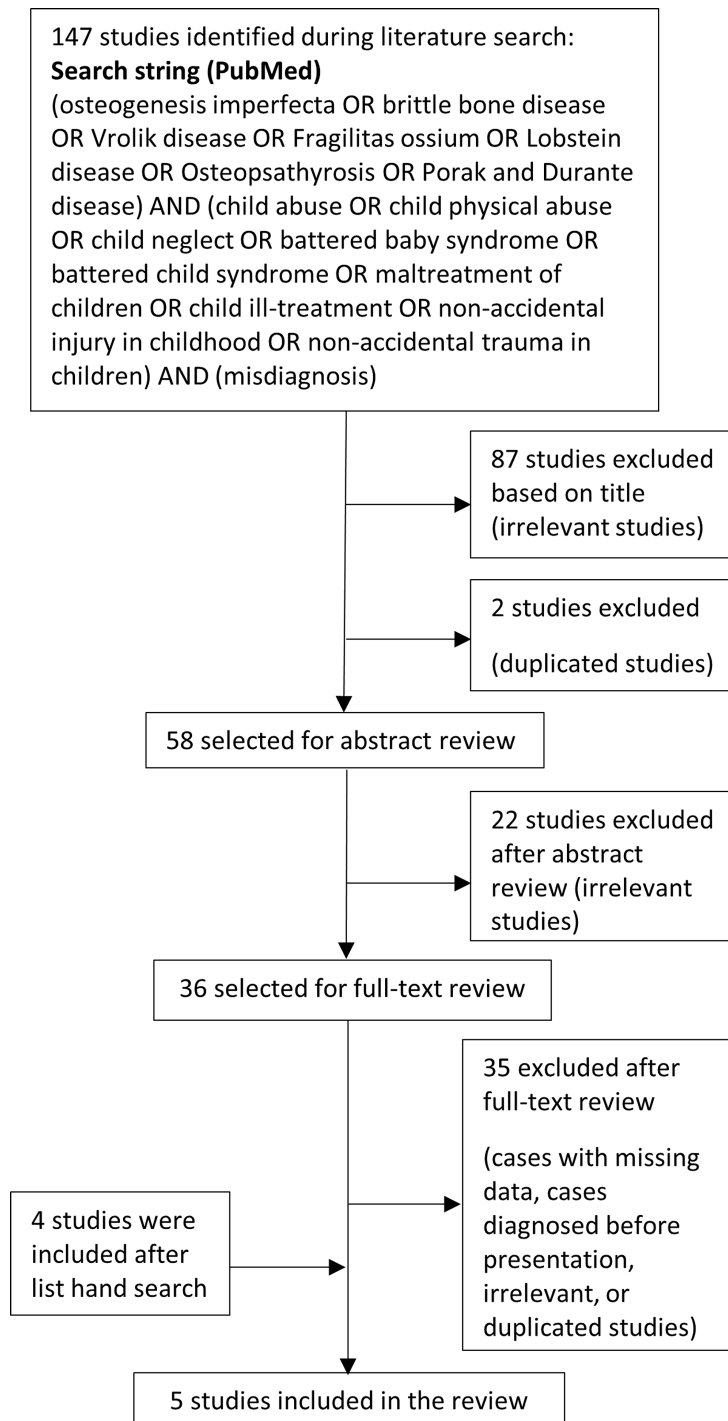 147 studies identified during literature search:
Search string (PubMed)
(osteogenesis imperfecta OR brittle bone disease
OR Vrolik disease OR Fragilitas ossium OR Lobstein
disease OR Osteopsathyrosis OR Porak and Durante
disease) AND (child abuse OR child physical abuse
OR child neglect OR battered baby syndrome OR
battered child syndrome OR maltreatment of
children OR child ill-treatment OR non-accidental
injury in childhood OR non-accidental trauma in
children) AND (misdiagnosis)
87 studies excluded
based on title
(irrelevant studies)
2 studies excluded
(duplicated studies)
58 selected for abstract review
22 studies excluded
after abstract
review (irrelevant
studies)
36 selected for full-text review
35 excluded after
full-text review
(cases with missing
data, cases
diagnosed before
presentation,
irrelevant, or
duplicated studies)
4 studies were
included after
list hand search
5 studies included in the review